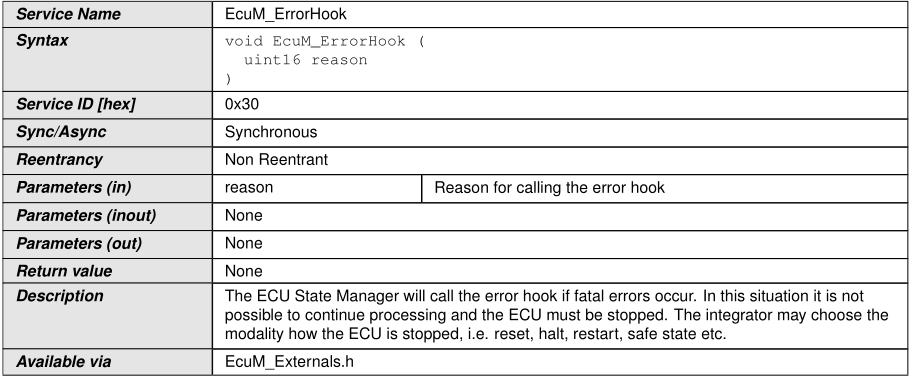 Service Name EcuM_ErrorHook
Syntax void EcuM_ErrorHook (
uint16 reason
)
Service ID [hex] 0x30
Sync/Async Synchronous
Reentrancy Non Reentrant
Parameters (in) reason Reason for calling the error hook
Parameters (inout) None
Parameters (out) None
Return value None
Description The ECU State Manager will call the error hook if fatal errors occur. In this situation it is not
possible to continue processing and the ECU must be stopped. The integrator may choose the
modality how the ECU is stopped, i.e. reset, halt, restart, safe state etc.
Available via EcuM_Externals.h